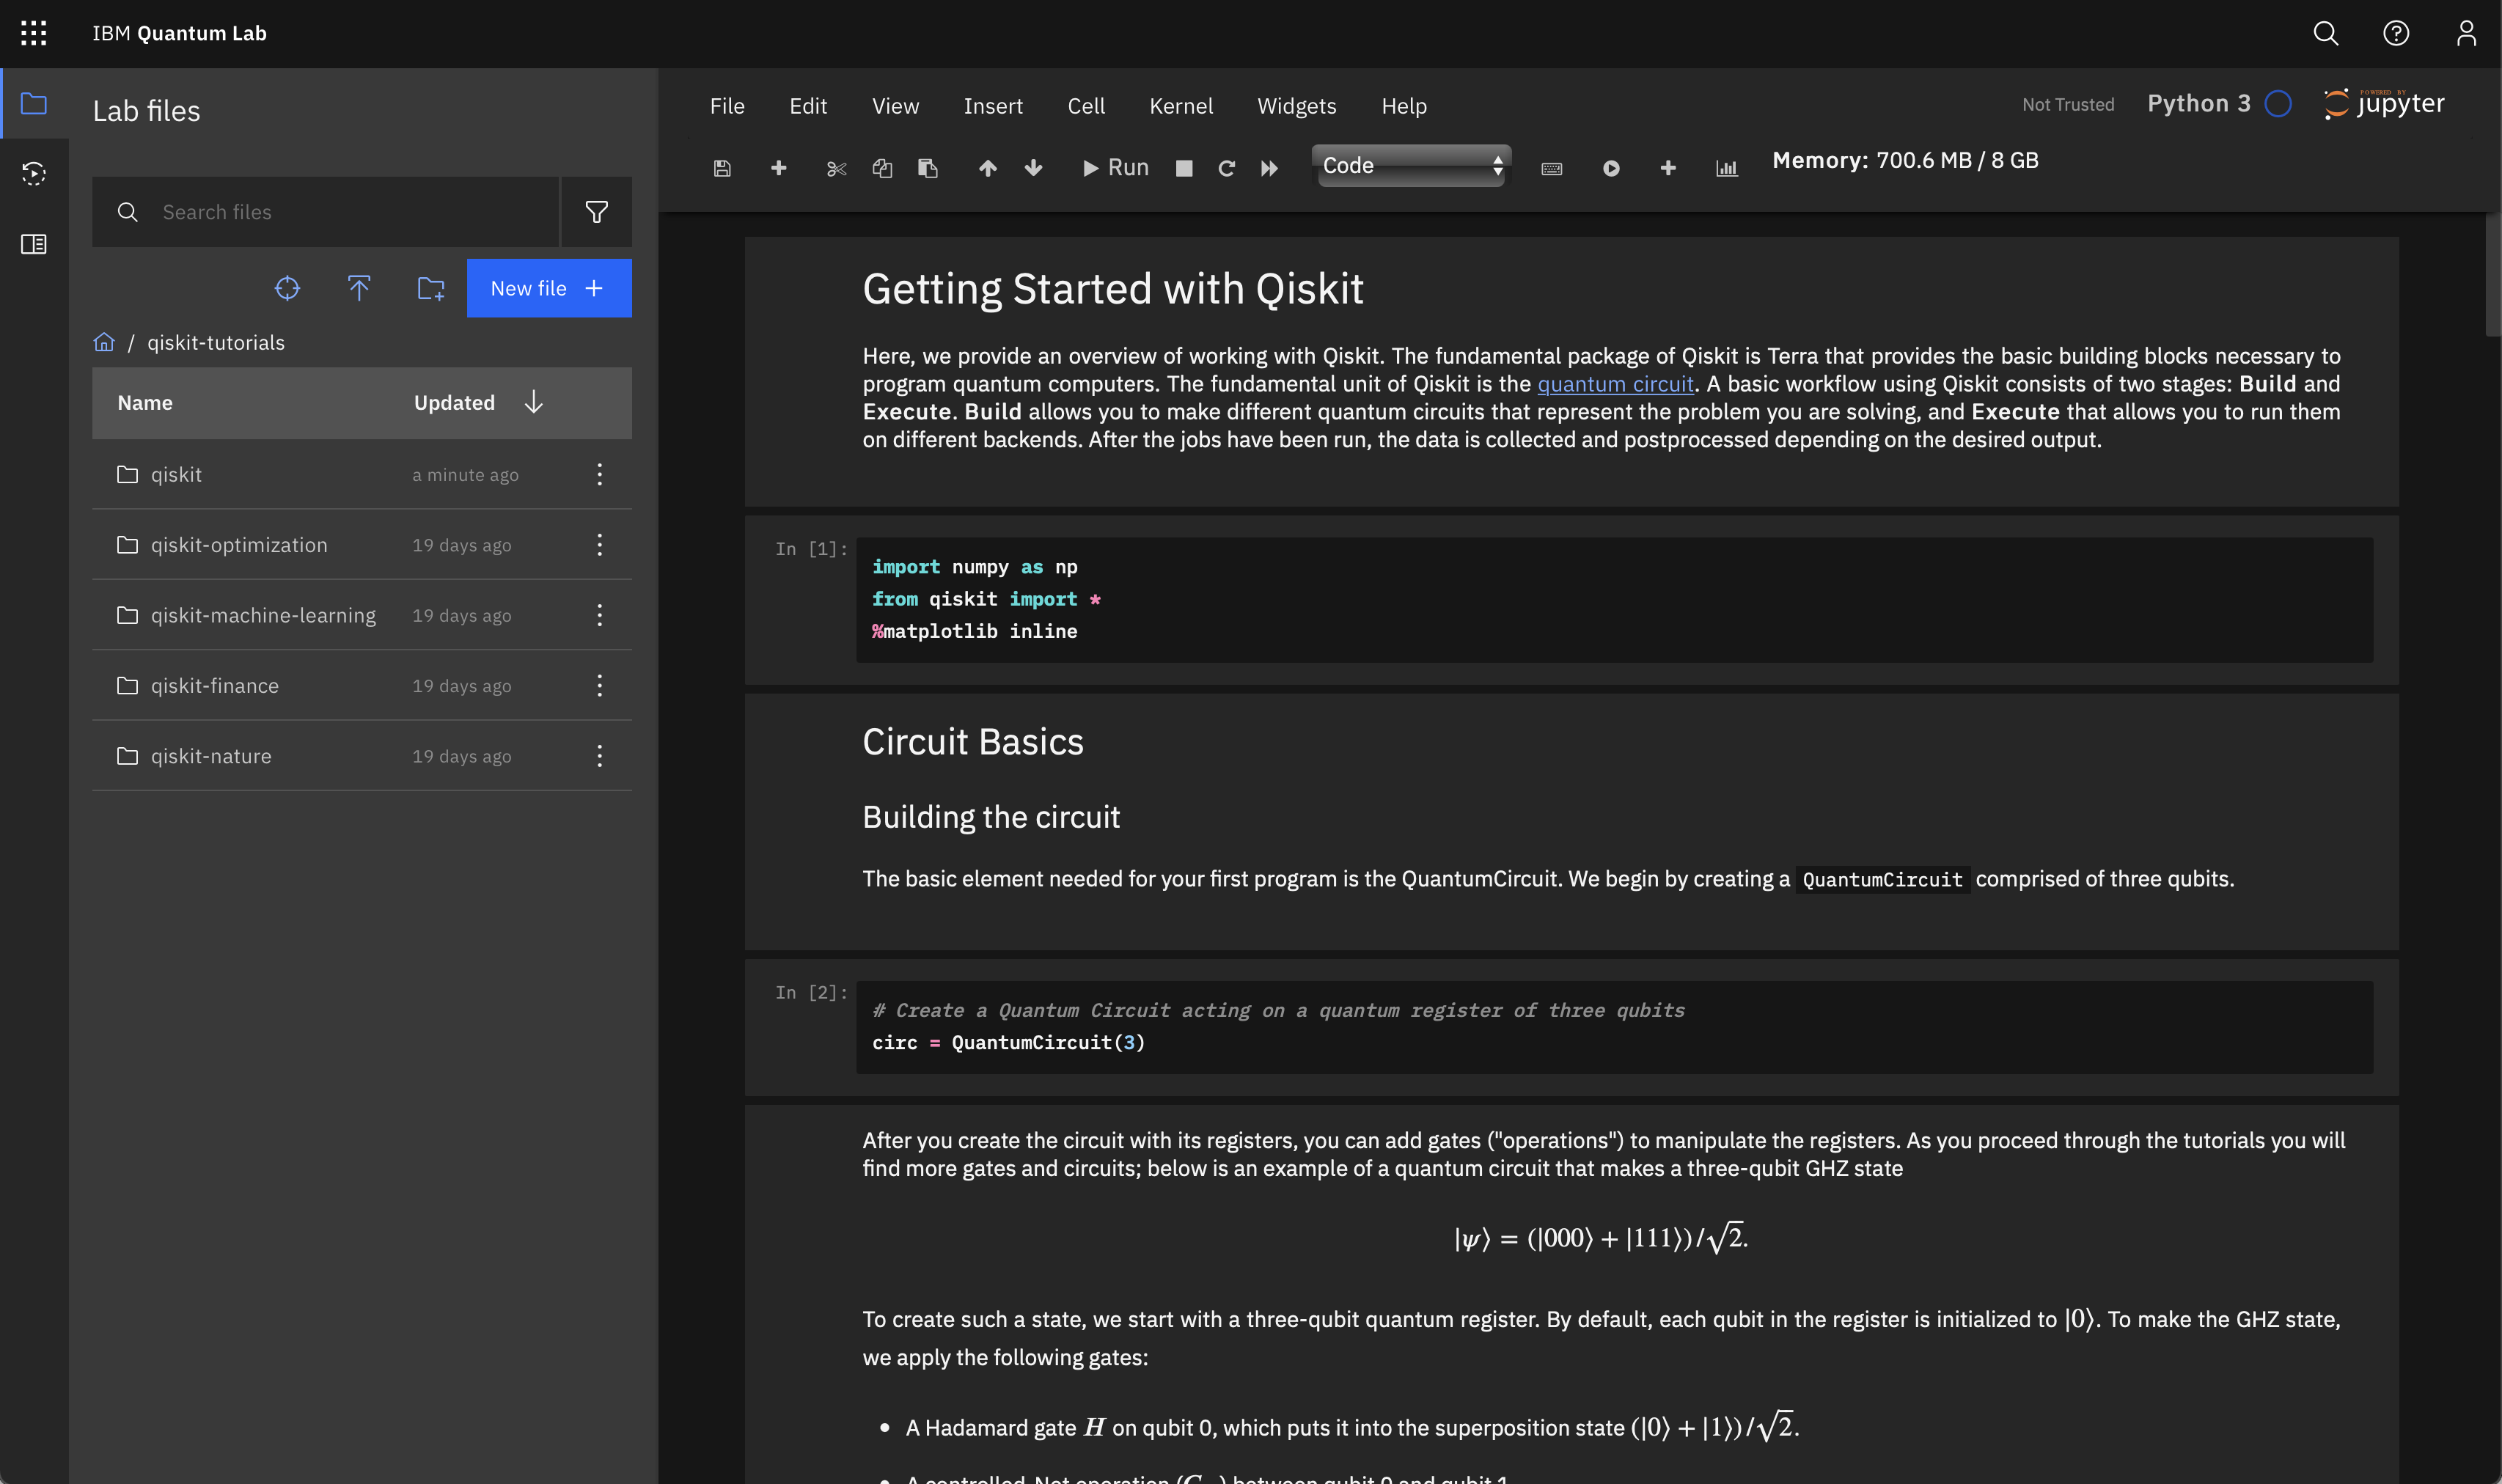 IBM Quantum Lab
Lab files
Search files
New file +
/ qiskit-tutorials
Name Updated
qiskit a minute ago
qiskit-optimization 19 days ago
qiskit-machine-learning 19 days ago
qiskit-finance 19 days ago
qiskit-nature 19 days ago
File Edit View Insert Cell Kernel Widgets Help
Not Trusted Python 3 POWERED BY jupyter
Run Code Memory: 700.6 MB / 8 GB
Getting Started with Qiskit
Here, we provide an overview of working with Qiskit. The fundamental package of Qiskit is Terra that provides the basic building blocks necessary to
program quantum computers. The fundamental unit of Qiskit is the quantum circuit. A basic workflow using Qiskit consists of two stages: Build and
Execute. Build allows you to make different quantum circuits that represent the problem you are solving, and Execute that allows you to run them
on different backends. After the jobs have been run, the data is collected and postprocessed depending on the desired output.
In [1]:
import numpy as np
from qiskit import *
%matplotlib inline
Circuit Basics
Building the circuit
The basic element needed for your first program is the QuantumCircuit. We begin by creating a QuantumCircuit comprised of three qubits.
In [2]:
# Create a Quantum Circuit acting on a quantum register of three qubits
circ = QuantumCircuit(3)
After you create the circuit with its registers, you can add gates ("operations") to manipulate the registers. As you proceed through the tutorials you will
find more gates and circuits; below is an example of a quantum circuit that makes a three-qubit GHZ state
|ψ⟩ = (|000⟩ + |111⟩)/√2.
To create such a state, we start with a three-qubit quantum register. By default, each qubit in the register is initialized to |0⟩. To make the GHZ state,
we apply the following gates:
• A Hadamard gate H on qubit 0, which puts it into the superposition state (|0⟩ + |1⟩)/√2.
• A controlled-Not operation (C ) between qubit 0 and qubit 1.